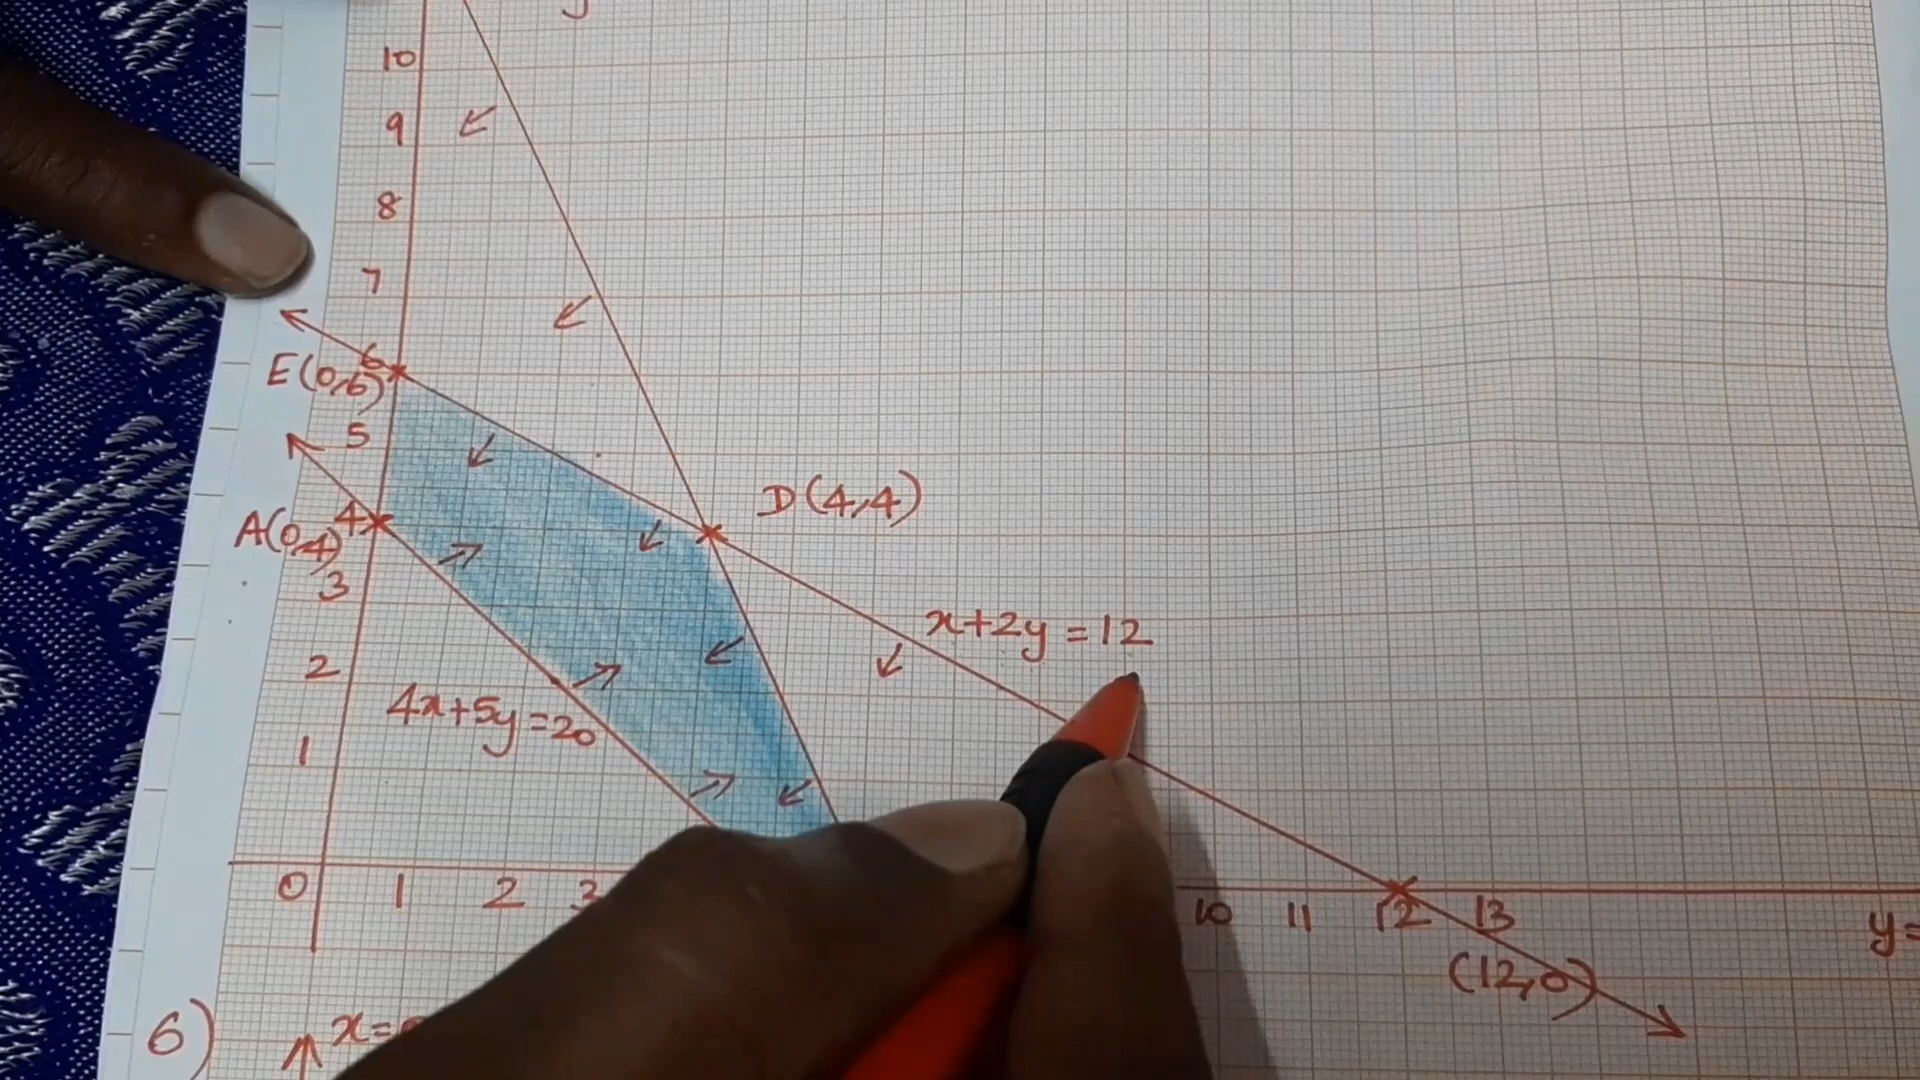 10
9
8
7
6
E(0,6)
5
D(4,4)
4
A(0,4)
3
x+2y=12
2
4x+5y=20
1
0 1 2 3 10 11 12 13
y=
(12,0)
6)
x=